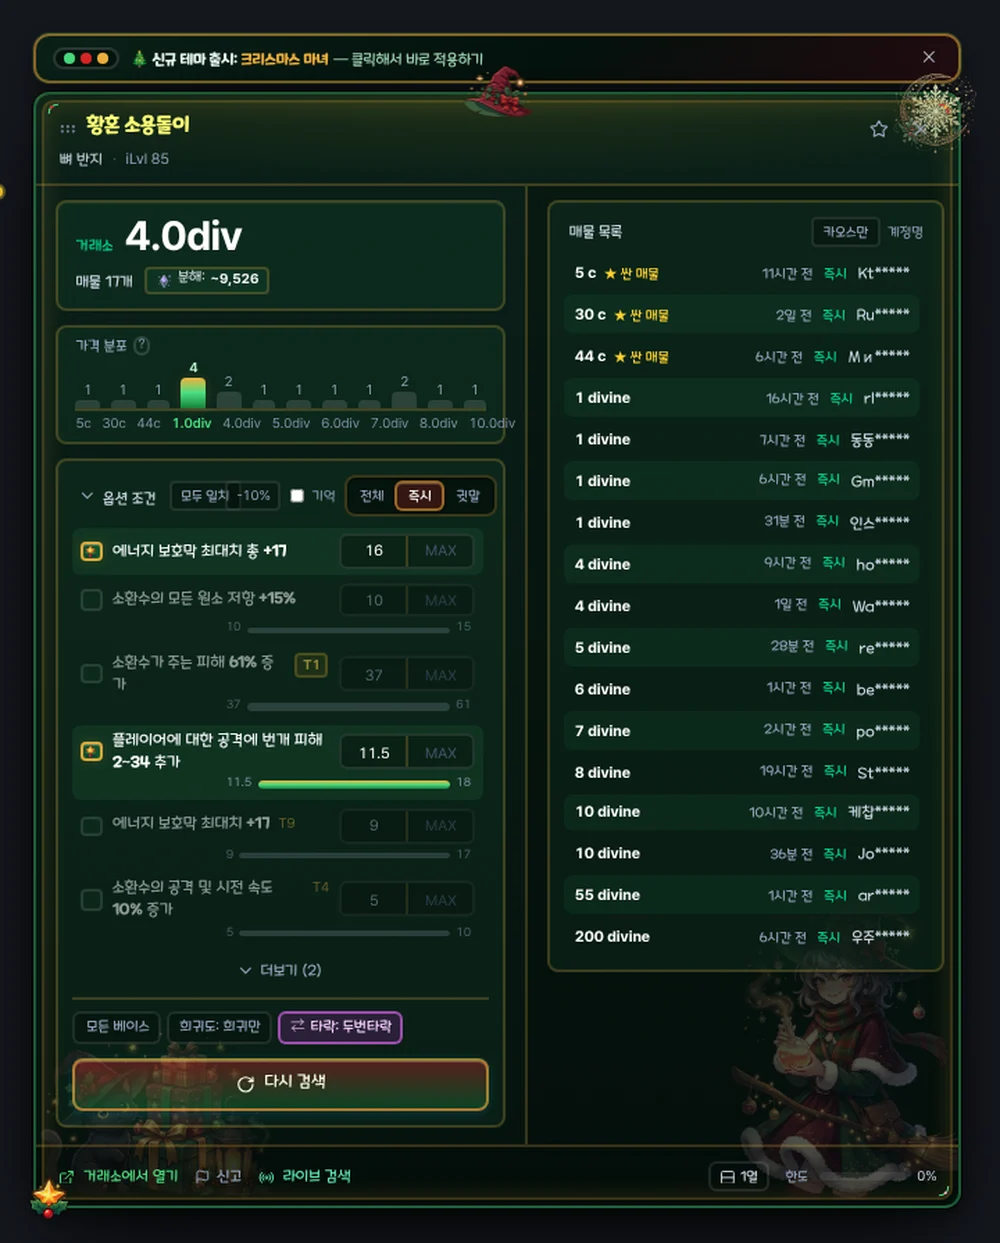 신규 테마 출시: 크리스마스 마녀 — 클릭해서 바로 적용하기
황혼 소용돌이
뼈 반지 · iLvl 85
거래소 4.0div
매물 17개 분해: ~9,526
가격 분포 ?
4
2 2
1 1 1 1 1 1 1 1 1
5c 30c 44c 1.0div 4.0div 5.0div 6.0div 7.0div 8.0div 10.0div
옵션 조건 모두 일치 -10% 기억 전체 즉시 귓말
에너지 보호막 최대치 총 +17 16 MAX
소환수의 모든 원소 저항 +15% 10 MAX
10 15
소환수가 주는 피해 61% 증가 T1 37 MAX
37 61
플레이어에 대한 공격에 번개 피해
2~34 추가 11.5 MAX
11.5 18
에너지 보호막 최대치 +17 T9 9 MAX
9 17
소환수의 공격 및 시전 속도
10% 증가 T4 5 MAX
5 10
더보기 (2)
모든 베이스 희귀도: 희귀만 타락: 두번타락
다시 검색
매물 목록 카오스만 계정명
5 c ★ 싼 매물 11시간 전 즉시 Kt*****
30 c ★ 싼 매물 2일 전 즉시 Ru*****
44 c ★ 싼 매물 6시간 전 즉시 Mи*****
1 divine 16시간 전 즉시 rl*****
1 divine 7시간 전 즉시 동동*****
1 divine 6시간 전 즉시 Gm*****
1 divine 31분 전 즉시 인스*****
4 divine 9시간 전 즉시 ho*****
4 divine 1일 전 즉시 Wa*****
5 divine 28분 전 즉시 re*****
6 divine 1시간 전 즉시 be*****
7 divine 2시간 전 즉시 po*****
8 divine 19시간 전 즉시 St*****
10 divine 10시간 전 즉시 케찹*****
10 divine 36분 전 즉시 Jo*****
55 divine 1시간 전 즉시 ar*****
200 divine 6시간 전 즉시 우주*****
거래소에서 열기 신고 라이브 검색 1열 한도 0%